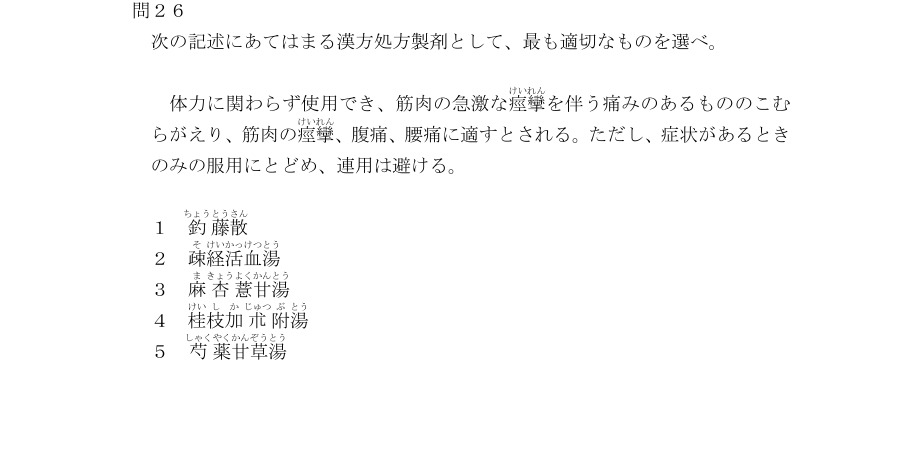 問２６
次の記述にあてはまる漢方処方製剤として、最も適切なものを選べ。
体力に関わらず使用でき、筋肉の急激な痙攣を伴う痛みのあるもののこむ
らがえり、筋肉の痙攣、腹痛、腰痛に適すとされる。ただし、症状があるとき
のみの服用にとどめ、連用は避ける。
１ 釣藤散
２ 疎経活血湯
３ 麻杏薏甘湯
４ 桂枝加朮附湯
５ 芍薬甘草湯